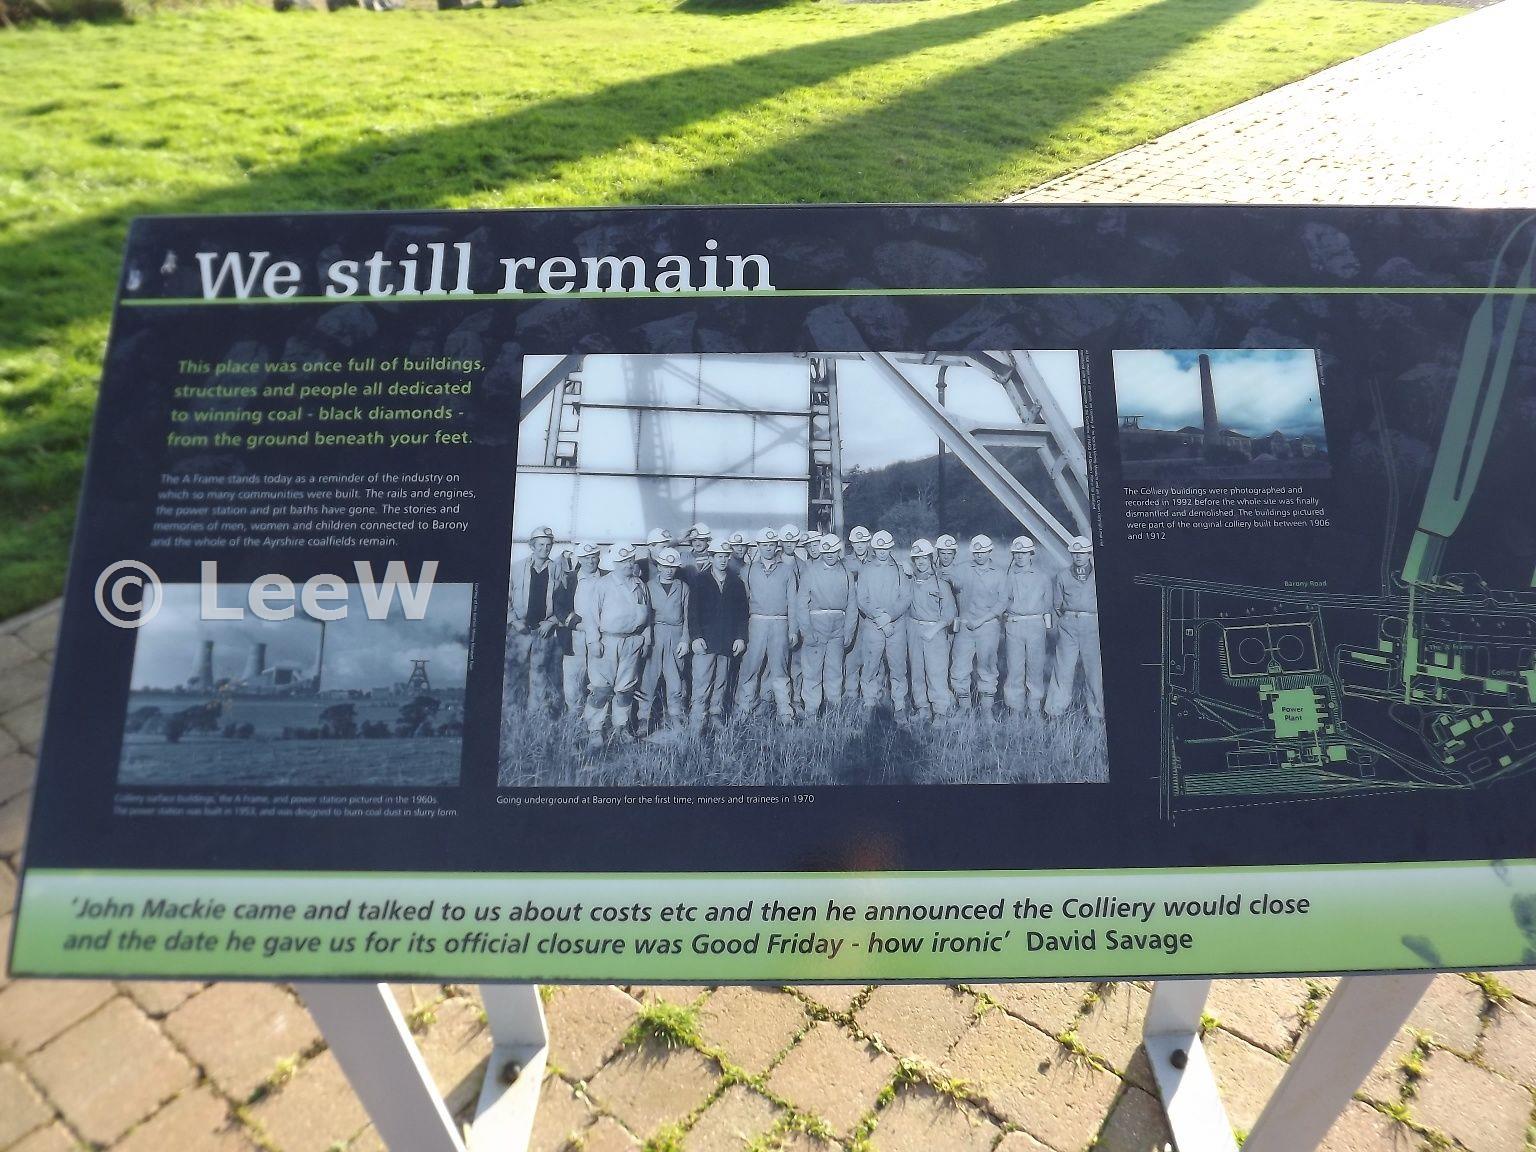 We still remain
This place was once full of buildings,
structures and people all dedicated
to winning coal - black diamonds -
from the ground beneath your feet.
The A Frame stands today as a reminder of the industry on
which so many communities were built. The rails and engines,
the power station and pit baths have gone. The stories and
memories of men, women and children connected to Barony
and the whole of the Ayrshire coalfields remain.
© LeeW
Colliery surface buildings, the A Frame, and power station pictured in the 1960s.
The power station was built in 1953, and was designed to burn coal dust in slurry form.
Going underground at Barony for the first time, miners and trainees in 1970
The Colliery buildings were photographed and
recorded in 1992 before the whole site was finally
dismantled and demolished. The buildings pictured
were part of the original colliery built between 1906
and 1912
Barony Road
The A Frame
Power
Plant
'John Mackie came and talked to us about costs etc and then he announced the Colliery would close
and the date he gave us for its official closure was Good Friday - how ironic' David Savage